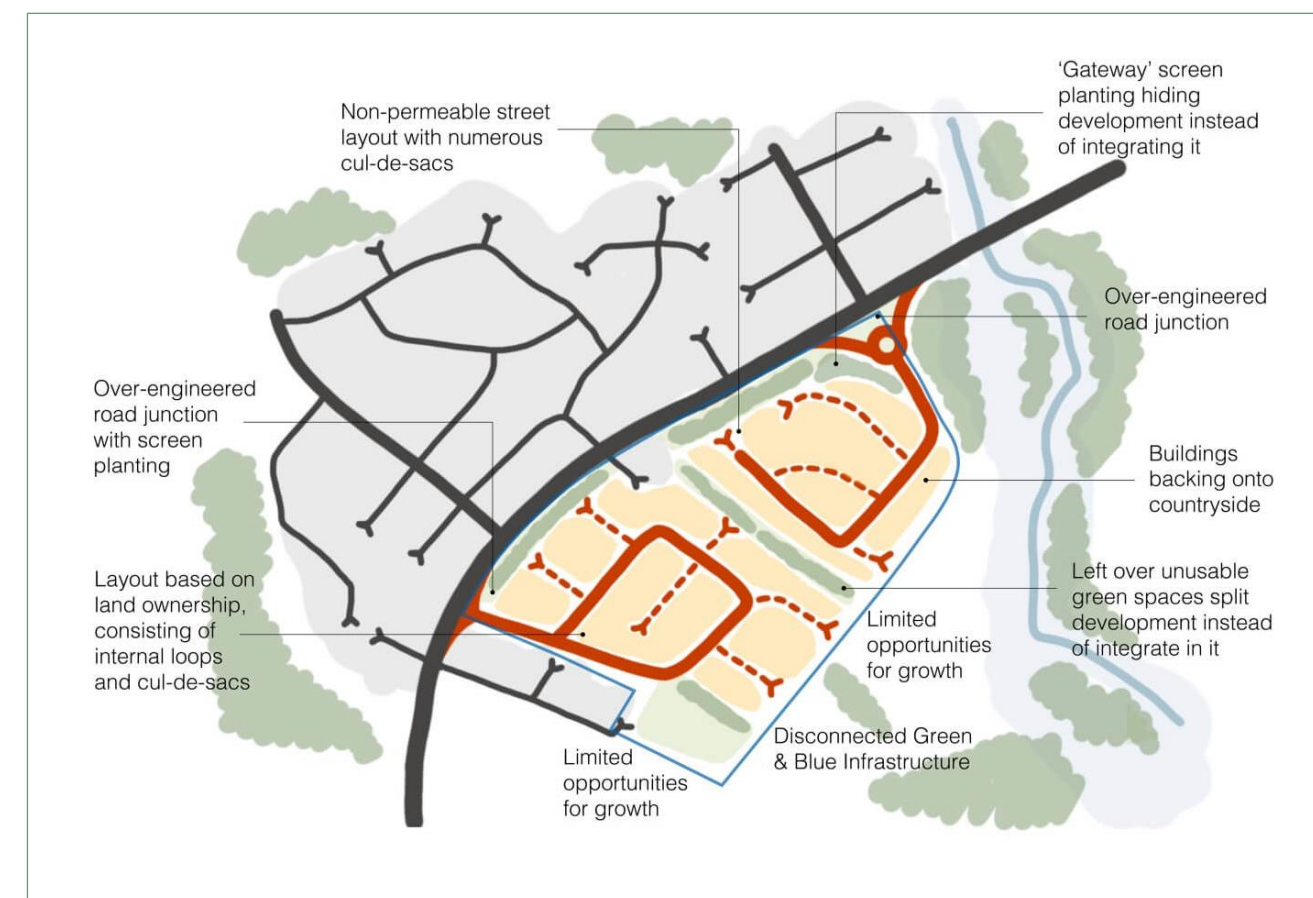 ‘Gateway’ screen
planting hiding
development instead
of integrating it
Non-permeable street
layout with numerous
cul-de-sacs
Over-engineered
road junction
Over-engineered
road junction
with screen
planting
Buildings
backing onto
countryside
Layout based on
land ownership,
consisting of
internal loops
and cul-de-sacs
Left over unusable
green spaces split
development instead
of integrate in it
Limited
opportunities
for growth
Disconnected Green
& Blue Infrastructure
Limited
opportunities
for growth